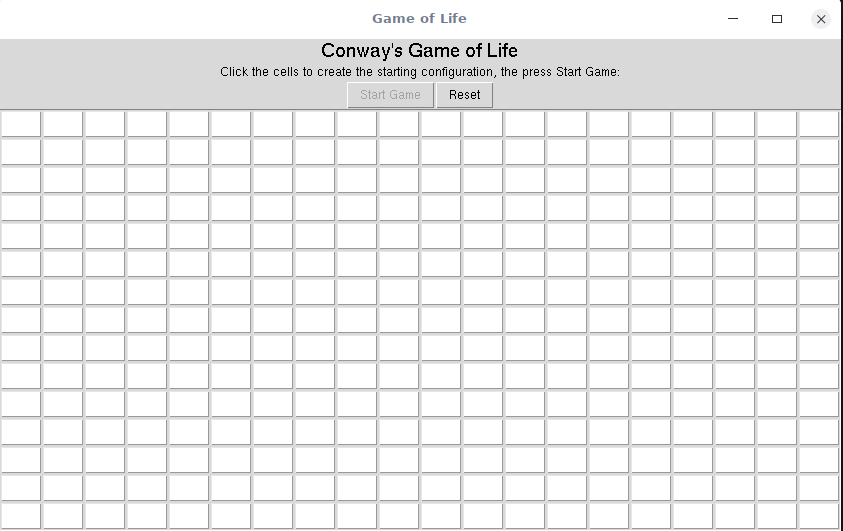 Game of Life
Conway's Game of Life
Click the cells to create the starting configuration, the press Start Game:
Start Game Reset